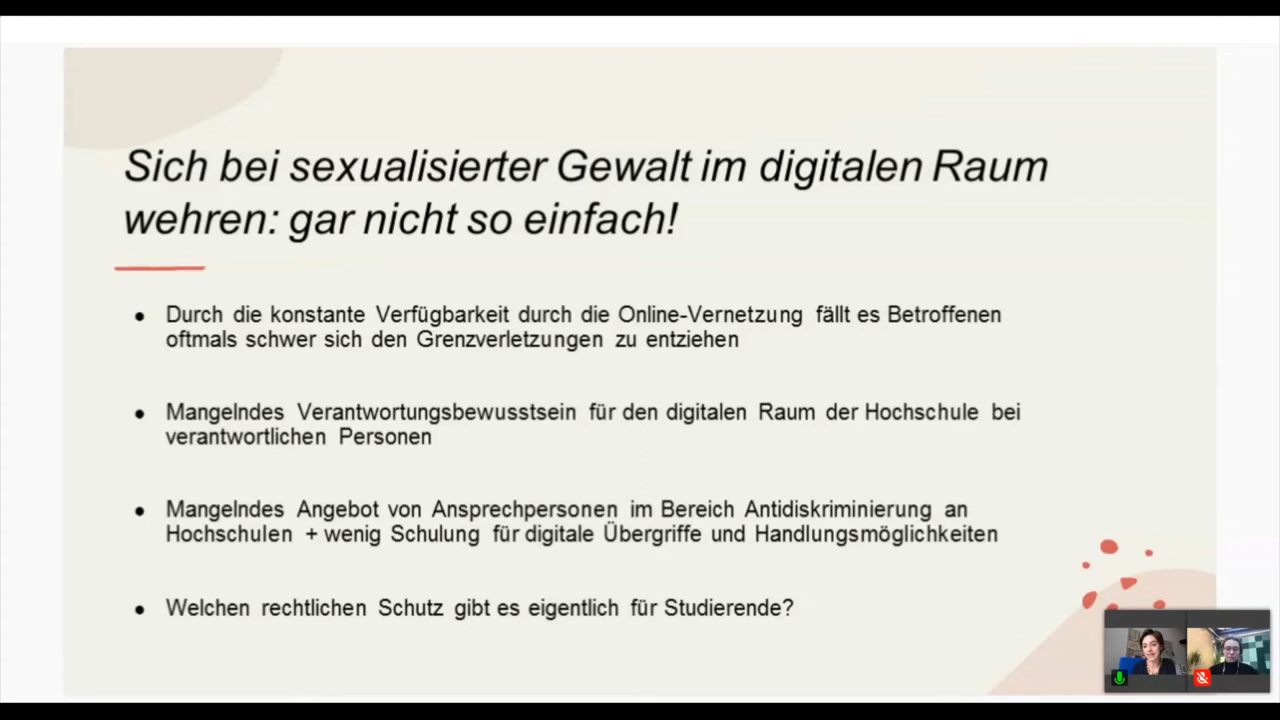 Sich bei sexualisierter Gewalt im digitalen Raum
wehren: gar nicht so einfach!
● Durch die konstante Verfügbarkeit durch die Online-Vernetzung fällt es Betroffenen
oftmals schwer sich den Grenzverletzungen zu entziehen
● Mangelndes Verantwortungsbewusstsein für den digitalen Raum der Hochschule bei
verantwortlichen Personen
● Mangelndes Angebot von Ansprechpersonen im Bereich Antidiskriminierung an
Hochschulen + wenig Schulung für digitale Übergriffe und Handlungsmöglichkeiten
● Welchen rechtlichen Schutz gibt es eigentlich für Studierende?